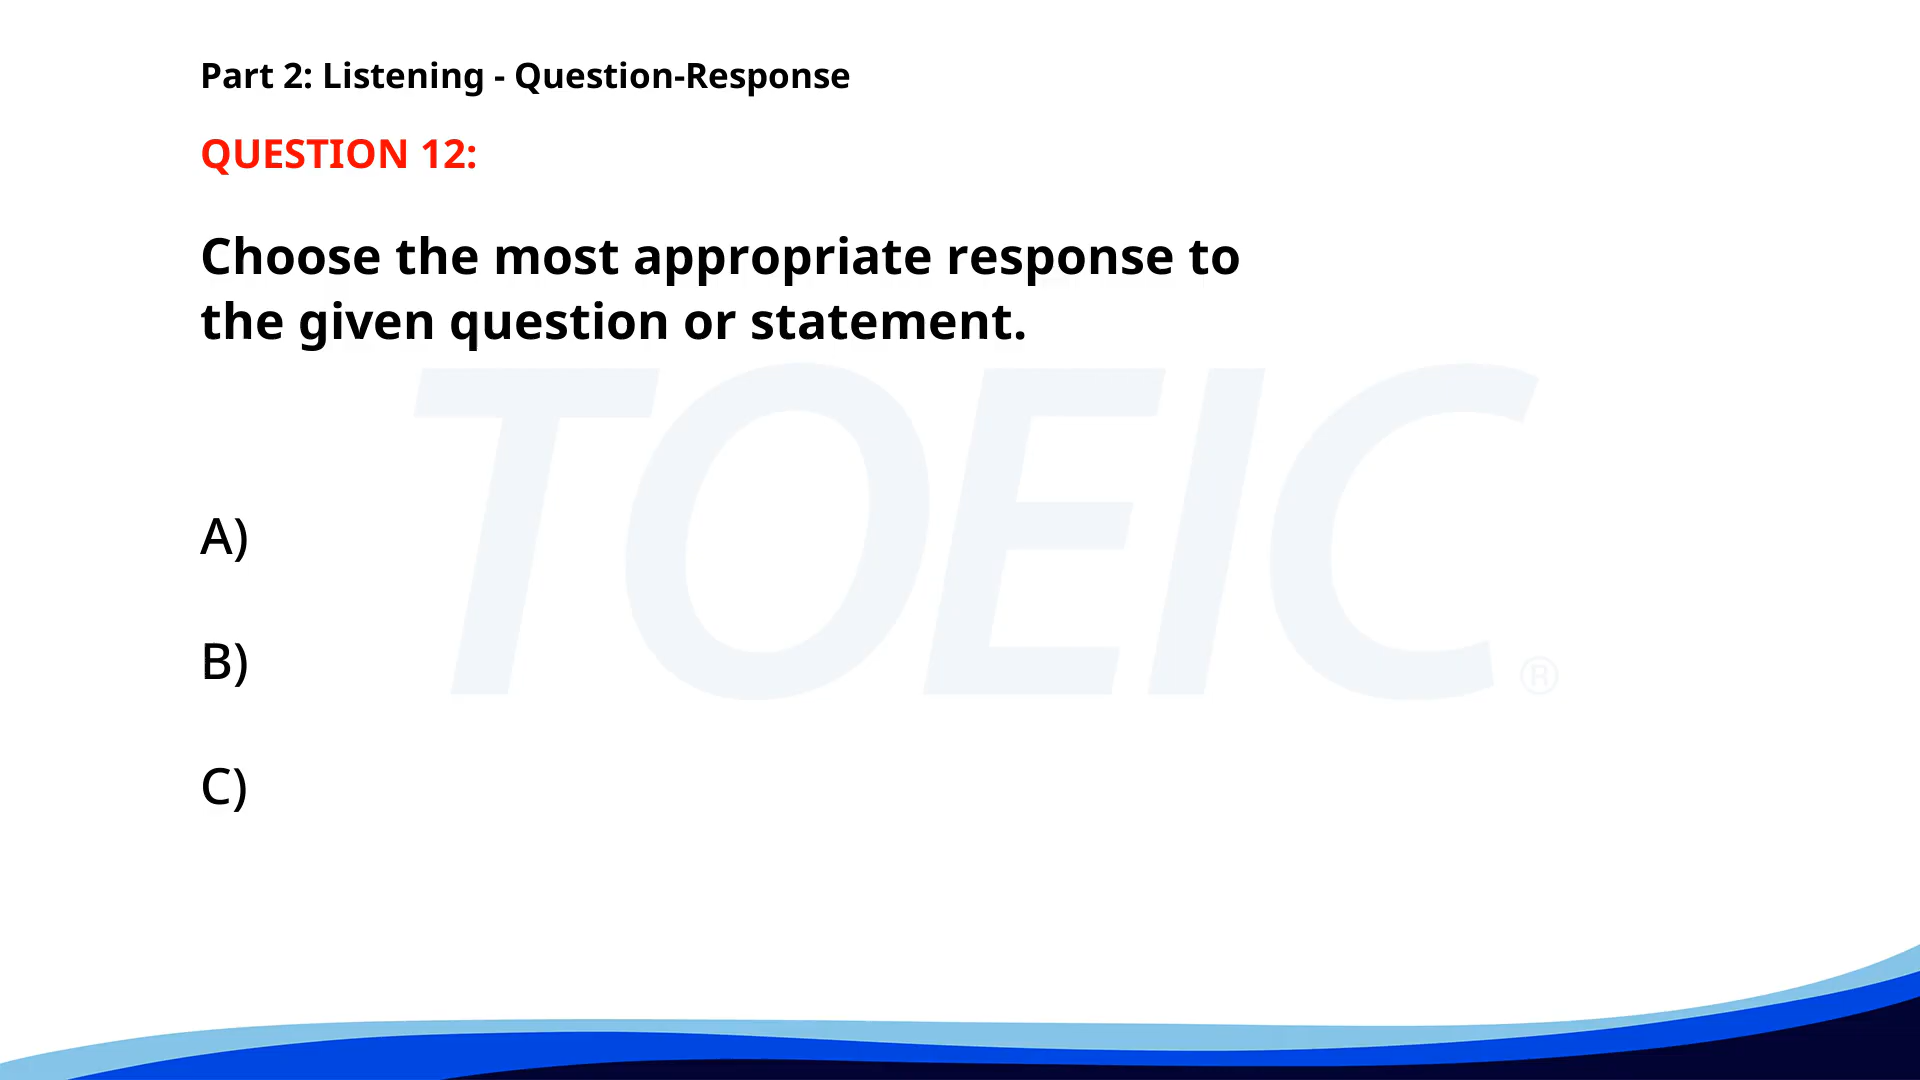 Part 2: Listening - Question-Response
QUESTION 12:
Choose the most appropriate response to
the given question or statement.
TOEIC®
A)
B)
C)